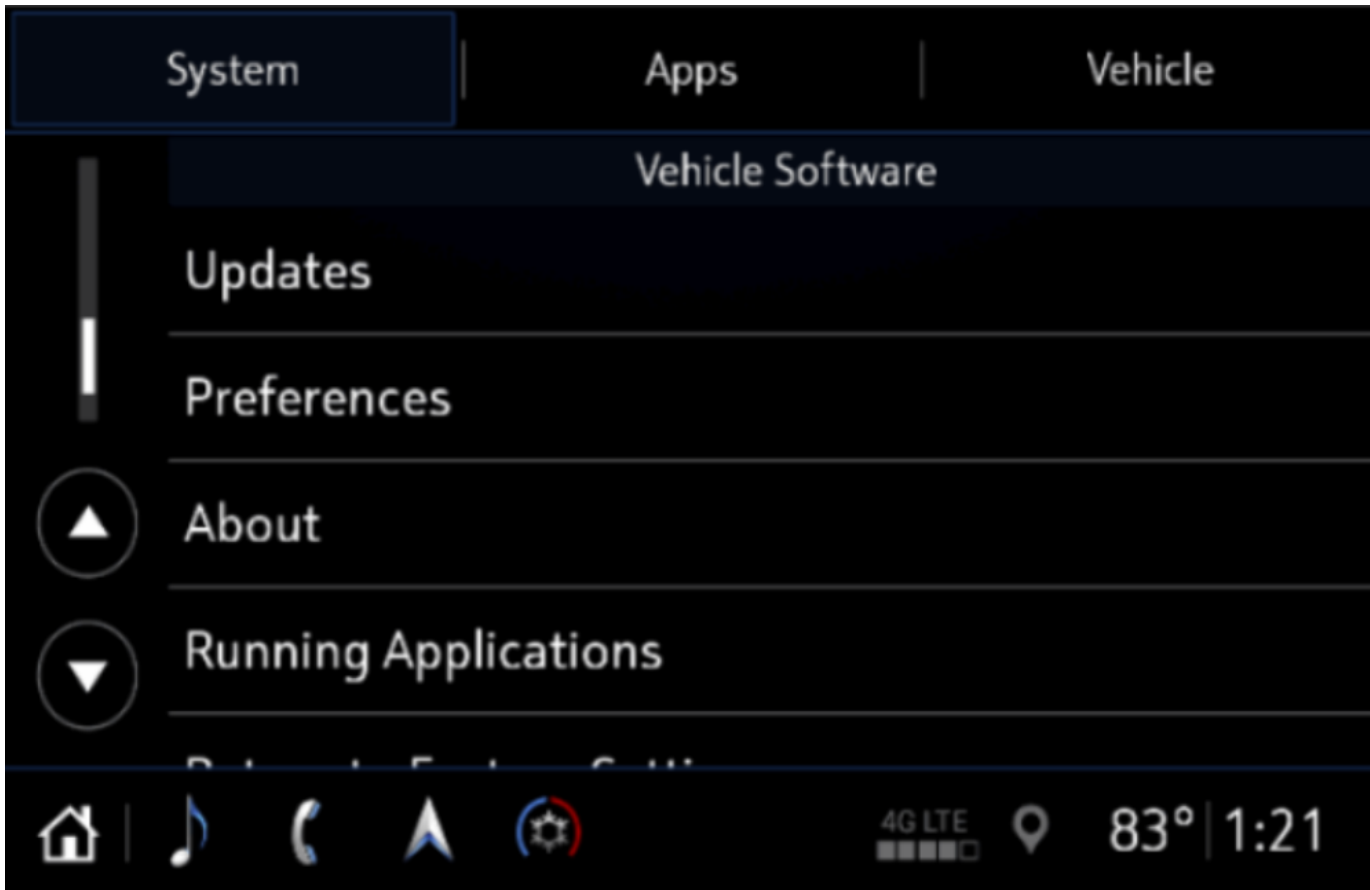 System Apps Vehicle
Vehicle Software
Updates
Preferences
About
Running Applications
4G LTE 83° 1:21